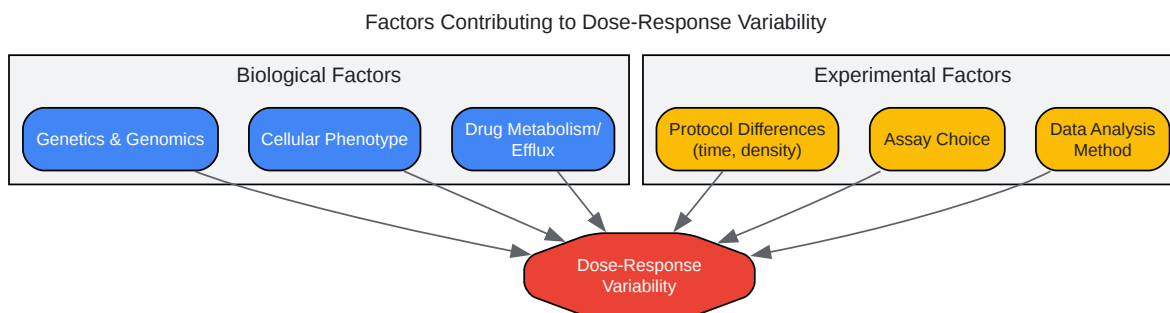 Factors Contributing to Dose-Response Variability
Biological Factors
Genetics & Genomics
Cellular Phenotype
Drug Metabolism/
Efflux
Experimental Factors
Protocol Differences
(time, density)
Assay Choice
Data Analysis
Method
Dose-Response
Variability